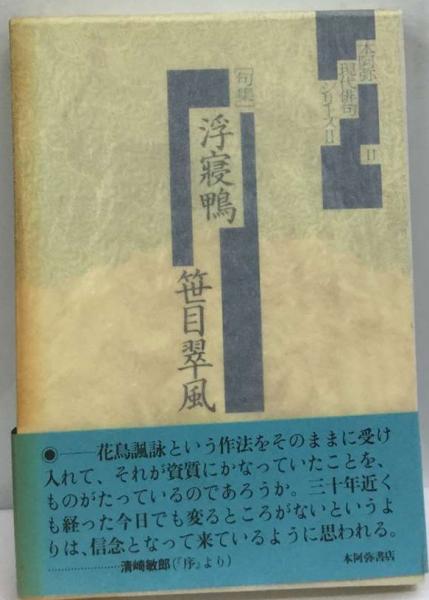 本阿弥
現代俳句
シリーズII
11
句集
浮寝鴨
笹目翠風
◉――花鳥諷詠という作法をそのままに受け
入れて、それが資質にかなっていたことを、
ものがたっているのであろうか。三十年近く
も経った今日でも変るところがないというよ
りは、信念となって来ているように思われる。
…………………清崎敏郎(『序』より)
本阿弥書店